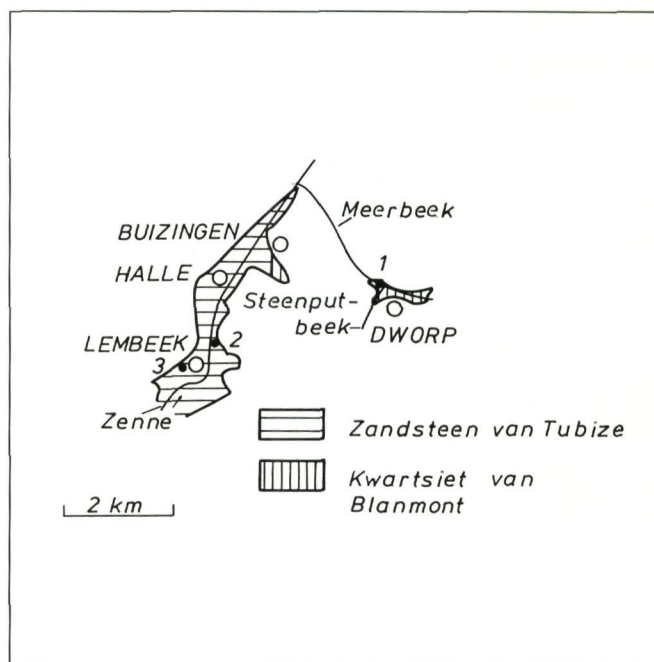 Meerbeek
BUIZINGEN
1
HALLE
Steenput-
beek
DWORP
LEMBEEK
2
3
Zenne
Zandsteen van Tubize
Kwartsiet van
Blanmont
2 km